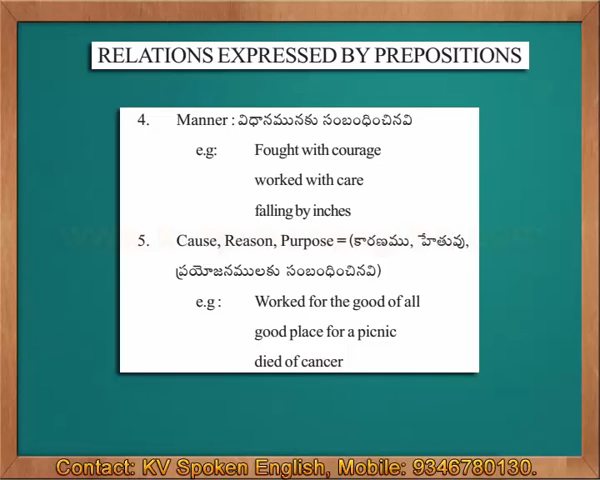 RELATIONS EXPRESSED BY PREPOSITIONS
4. Manner : విధానమునకు సంబంధించినవి
e.g: Fought with courage
worked with care
falling by inches
5. Cause, Reason, Purpose = (కారణము, హేతువు,
ప్రయోజనములకు సంబంధించినవి)
e.g : Worked for the good of all
good place for a picnic
died of cancer
Contact: KV Spoken English, Mobile: 9346780130.